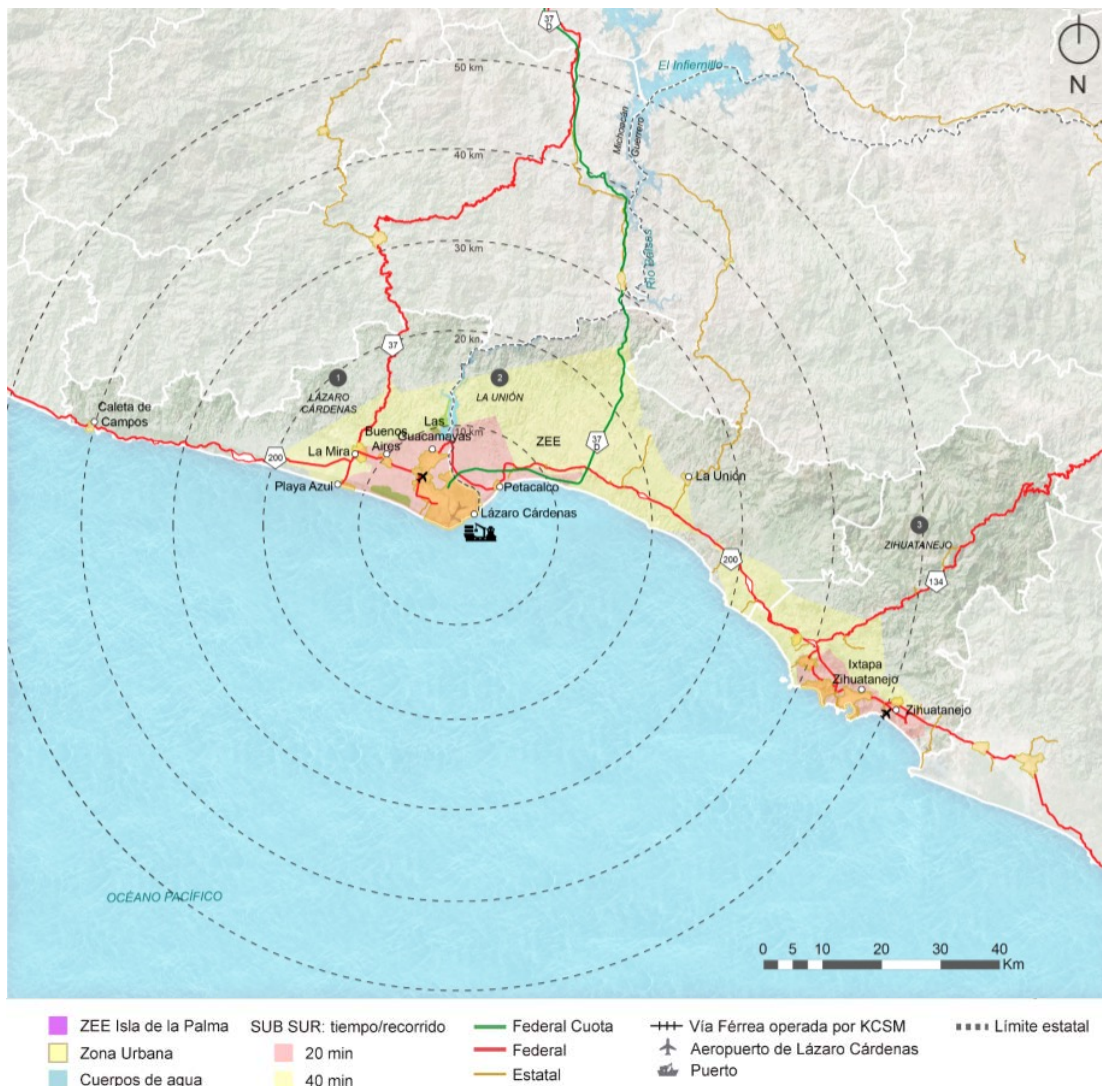 37
D
50 km
El Infiernillo
N
Michoacán
Guerrero
40 km
30 km
Río Balsas
20 kn.
37
1
LÁZARO
CÁRDENAS
2
LA UNIÓN
Caleta de
Campos
Las
Guacamayas
10 km
Buenos
Aires
ZEE
37
D
La Mira
200
La Unión
Playa Azul
Petacalco
Lázaro Cárdenas
3
ZIHUATANEJO
200
134
Ixtapa
Zihuatanejo
Zihuatanejo
OCÉANO PACÍFICO
0 5 10 20 30 40
Km
ZEE Isla de la Palma
Zona Urbana
Cuerpos de agua
SUB SUR: tiempo/recorrido
20 min
40 min
Federal Cuota
Federal
Estatal
Vía Férrea operada por KCSM
Aeropuerto de Lázaro Cárdenas
Puerto
Límite estatal